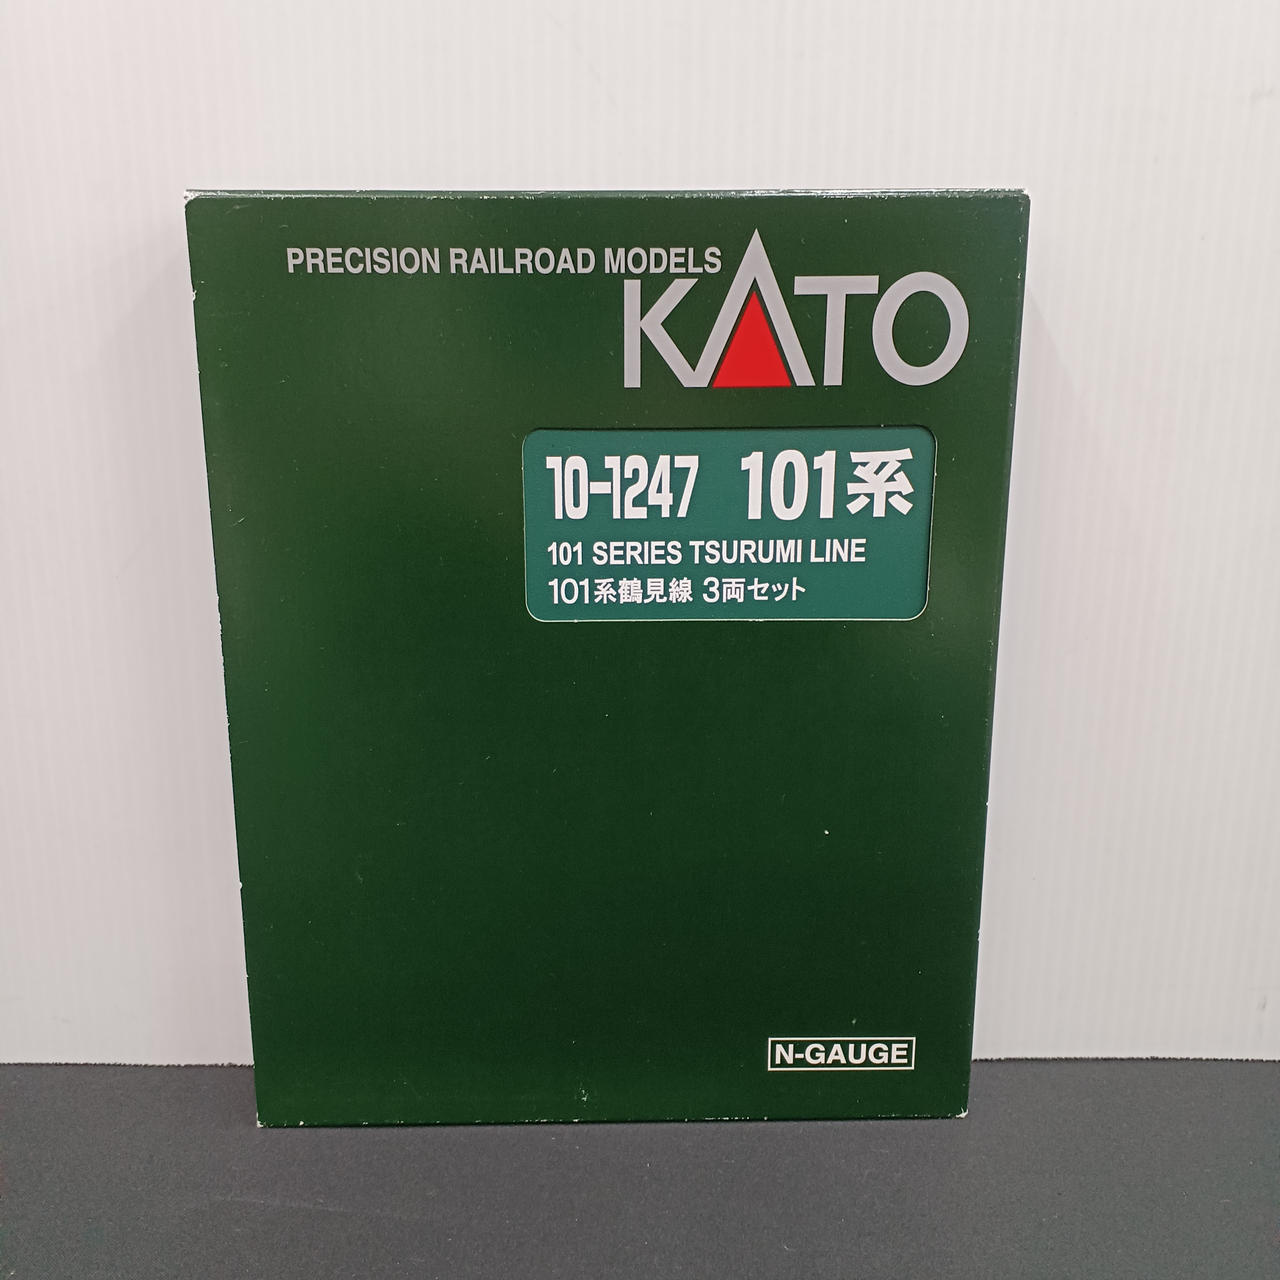 PRECISION RAILROAD MODELS
KATO
10-1247 101系
101 SERIES TSURUMI LINE
101系鶴見線 3両セット
N-GAUGE